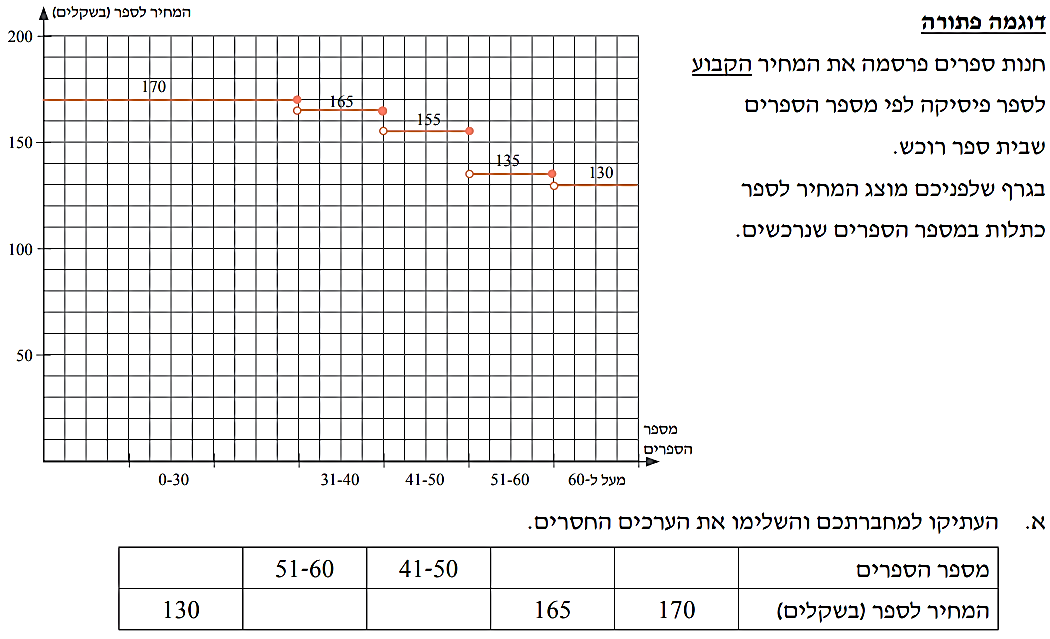 דוגמה פתורה
חנות ספרים פרסמה את המחיר הקבוע
לספר פיסיקה לפי מספר הספרים
שבית ספר רוכש.
בגרף שלפניכם מוצג המחיר לספר
כתלות במספר הספרים שנרכשים.
המחיר לספר (בשקלים)
200
150
100
50
170
165
155
135
130
מספר
הספרים
0-30
31-40
41-50
51-60
מעל ל-60
א. העתיקו למחברתכם והשלימו את הערכים החסרים.
מספר הספרים 41-50 51-60
המחיר לספר (בשקלים) 170 165 130